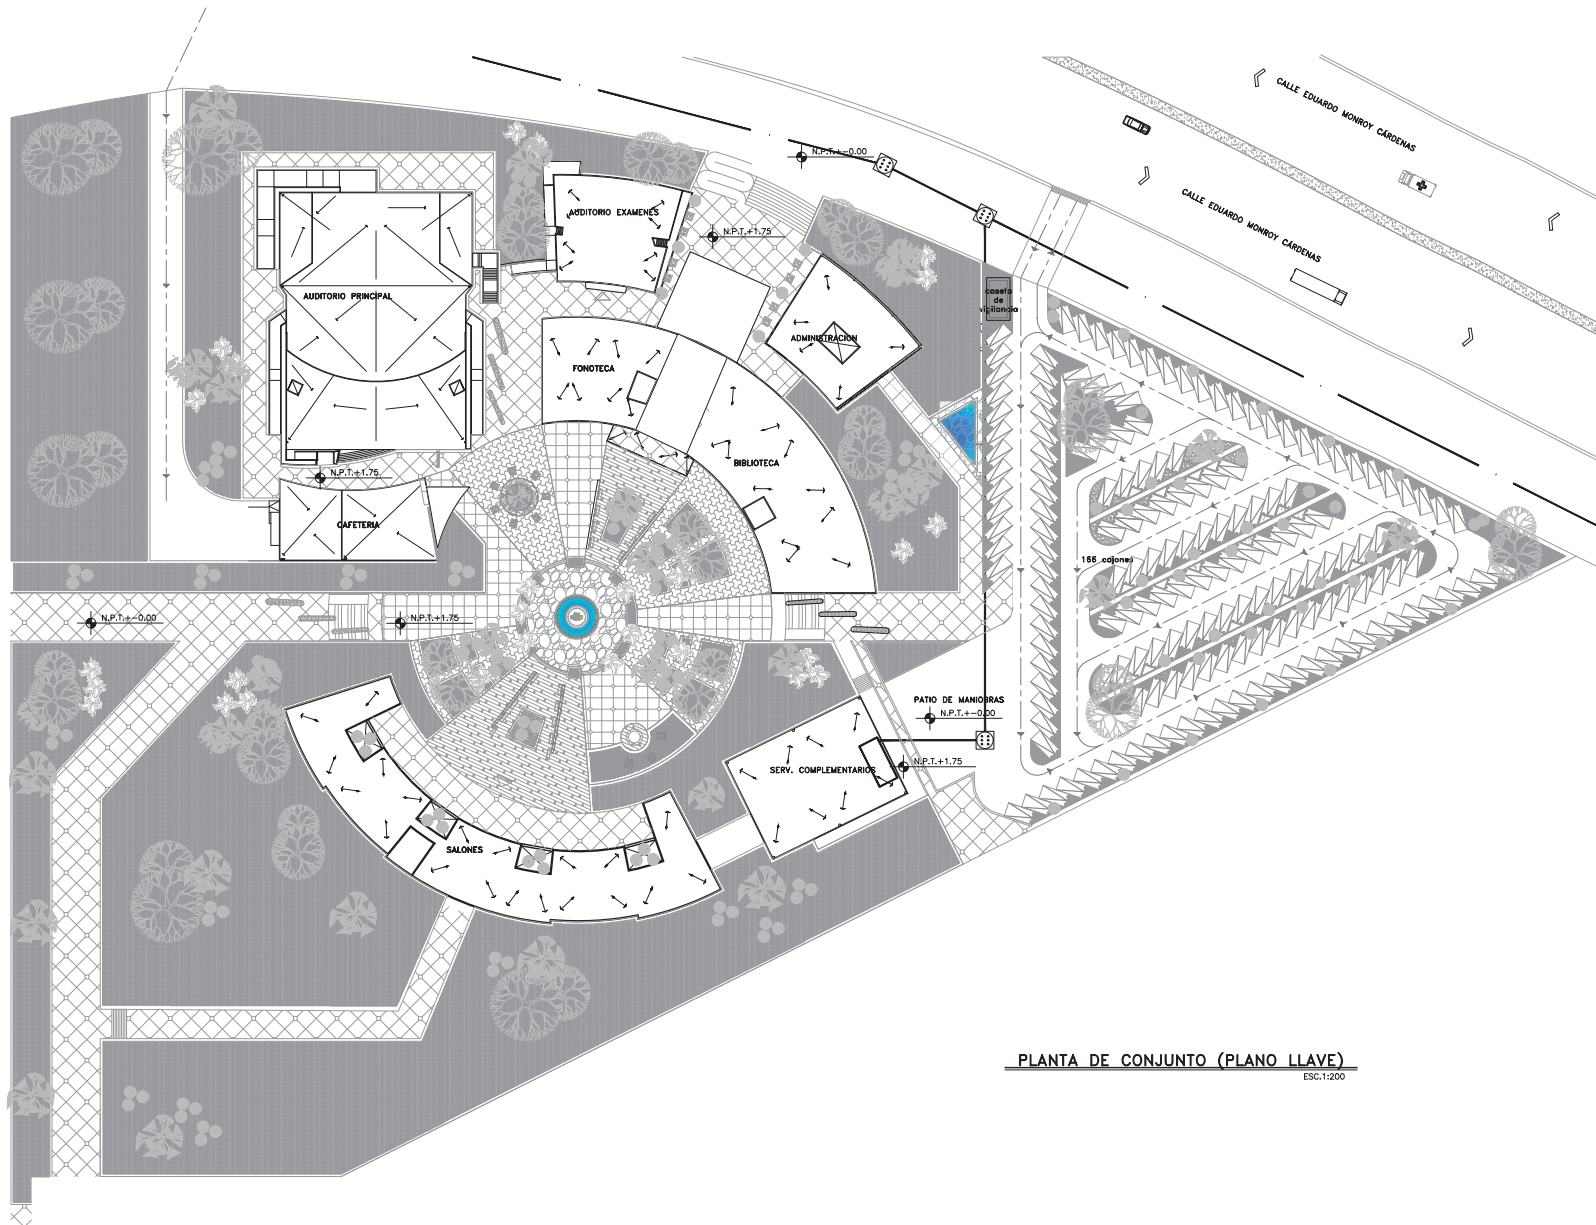 CALLE EDUARDO MONROY CÁRDENAS
CALLE EDUARDO MONROY CÁRDENAS
N.P.T.+-0.00
AUDITORIO EXAMENES
N.P.T.+1.75
AUDITORIO PRINCIPAL
caseta
de
vigilancia
ADMINISTRACION
FONOTECA
BIBLIOTECA
N.P.T.+1.75
CAFETERIA
156 cajones
N.P.T.+-0.00
N.P.T.+1.75
PATIO DE MANIOBRAS
N.P.T.+-0.00
N.P.T.+1.75
SERV. COMPLEMENTARIOS
SALONES
PLANTA DE CONJUNTO (PLANO LLAVE)
ESC.1:200